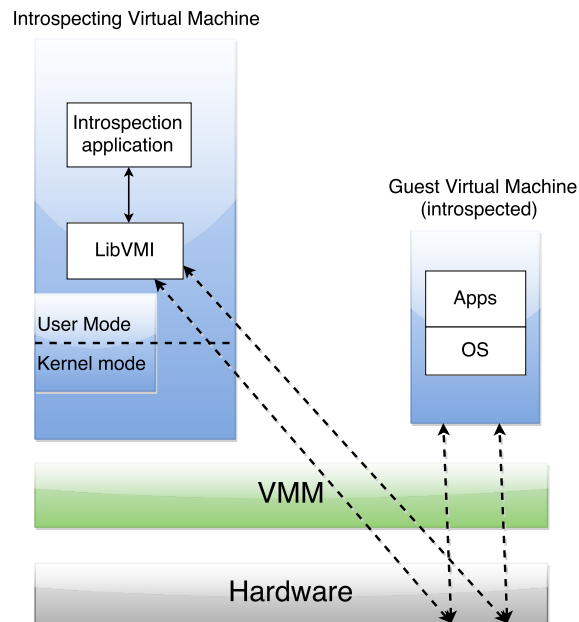 Introspecting Virtual Machine
Introspection
application
LibVMI
User Mode
Kernel mode
Guest Virtual Machine
(introspected)
Apps
OS
VMM
Hardware